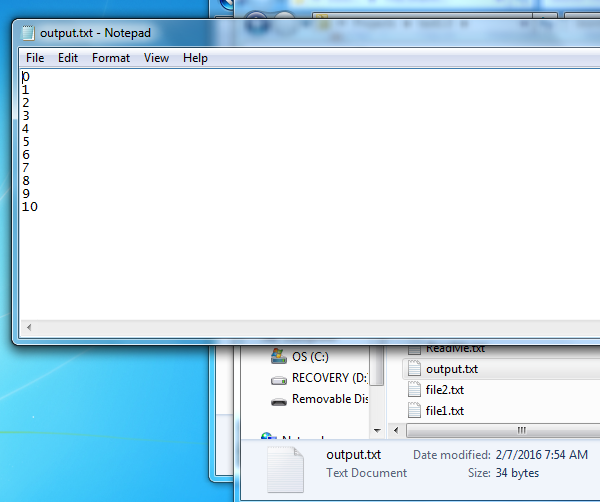 output.txt - Notepad
File Edit Format View Help
0
1
2
3
4
5
6
7
8
9
10
OS (C:)
RECOVERY (D:
Removable Dis
ReadMe.txt
output.txt
file2.txt
file1.txt
output.txt Date modified: 2/7/2016 7:54 AM
Text Document Size: 34 bytes